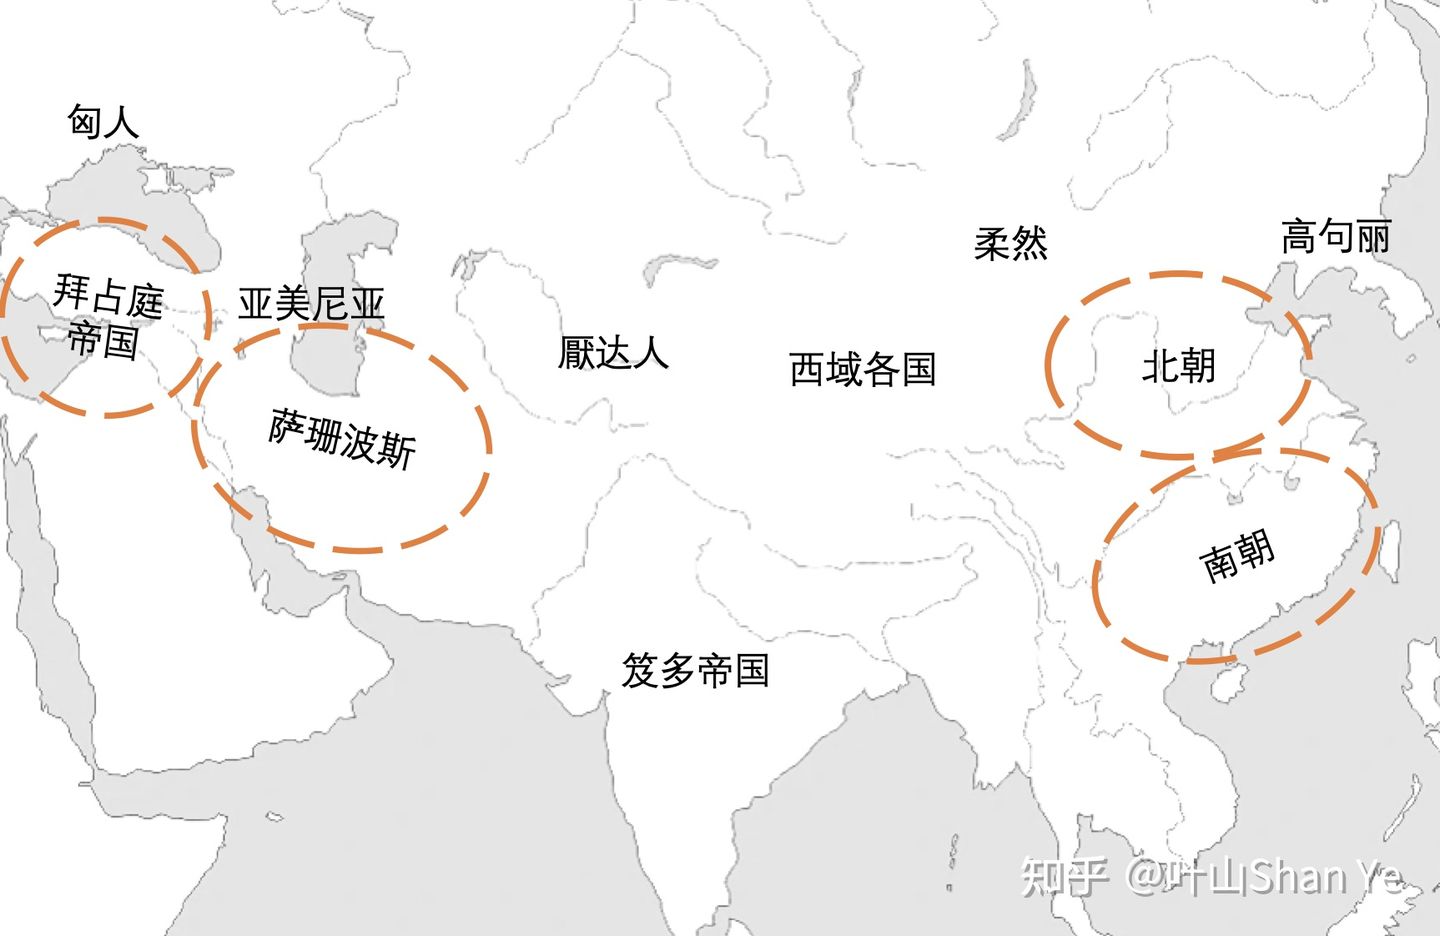 匈人
高句丽
柔然
拜占庭
帝国
亚美尼亚
厭达人
西域各国
北朝
萨珊波斯
南朝
笈多帝国
知乎 @叶山Shan Ye